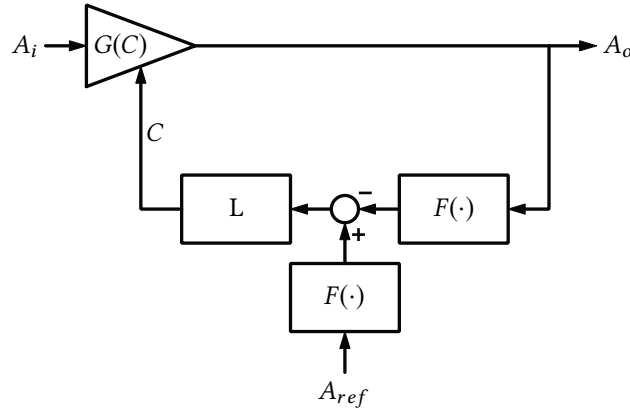 A_i
G(C)
A_o
C
L
−
F(·)
+
F(·)
A_ref